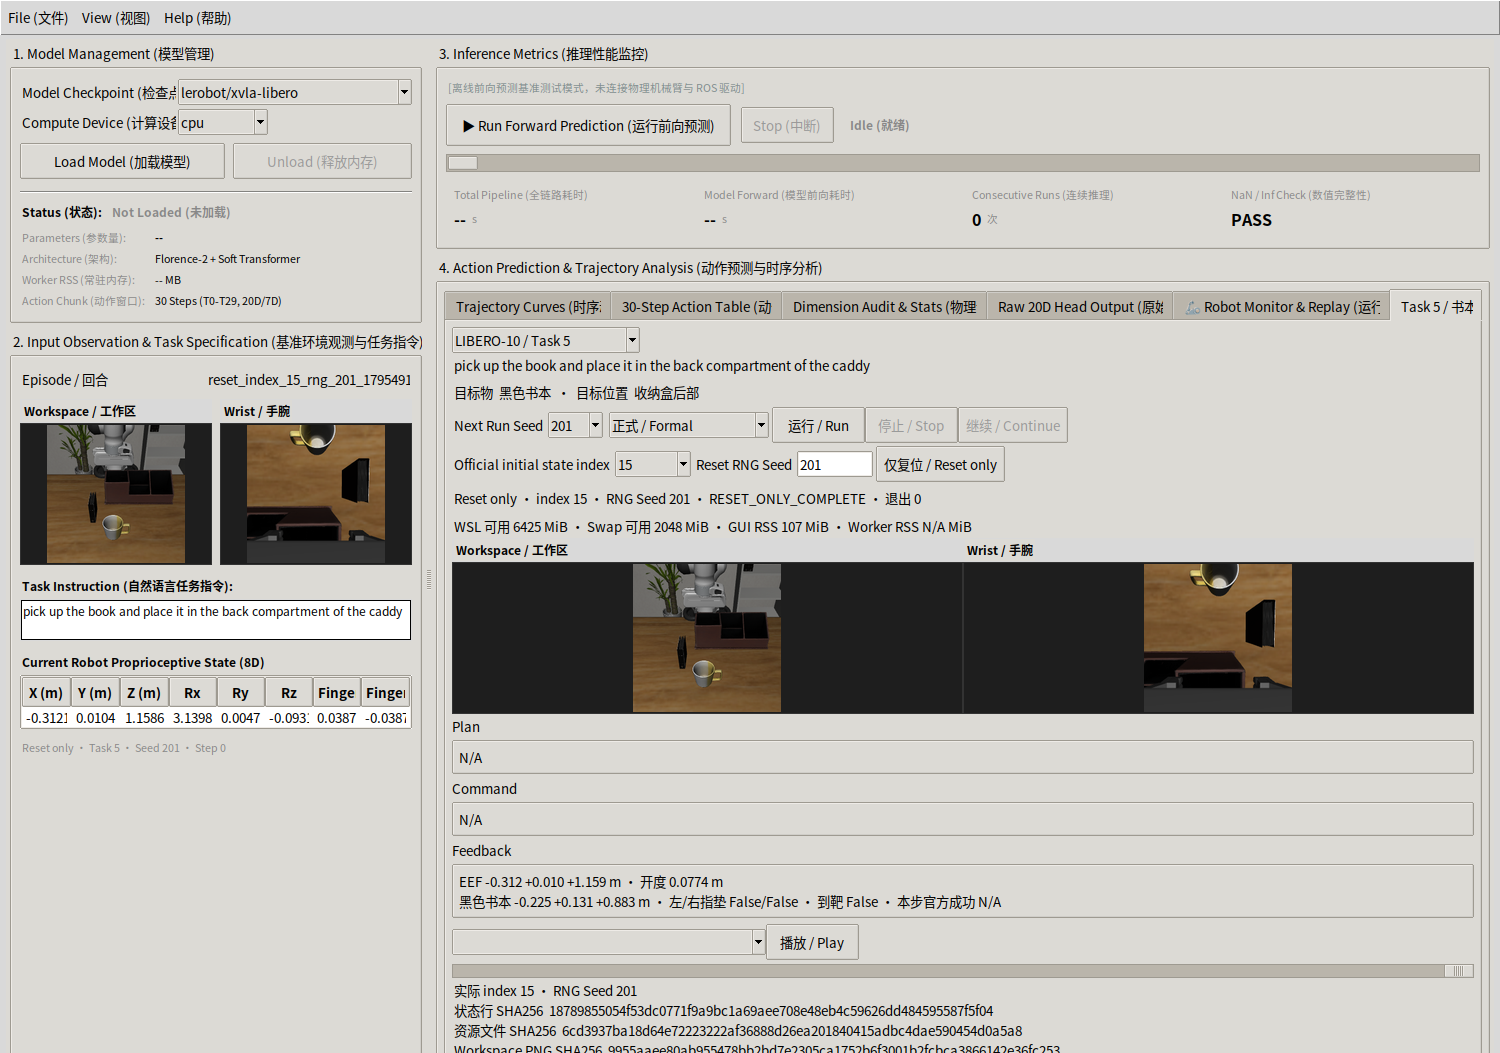 File (文件) View (视图) Help (帮助)
1. Model Management (模型管理)
Model Checkpoint (检查点 lerobot/xvla-libero
Compute Device (计算设备 cpu
Load Model (加载模型) Unload (释放内存)
Status (状态): Not Loaded (未加载)
Parameters (参数量): --
Architecture (架构): Florence-2 + Soft Transformer
Worker RSS (常驻内存): -- MB
Action Chunk (动作窗口): 30 Steps (T0-T29, 20D/7D)
2. Input Observation & Task Specification (基准环境观测与任务指令)
Episode / 回合 reset_index_15_rng_201_1795491
Workspace / 工作区 Wrist / 手腕
Task Instruction (自然语言任务指令):
pick up the book and place it in the back compartment of the caddy
Current Robot Proprioceptive State (8D)
X (m) Y (m) Z (m) Rx Ry Rz Finge Finger
-0.3121 0.0104 1.1586 3.1398 0.0047 -0.093 0.0387 -0.0387
Reset only • Task 5 • Seed 201 • Step 0
3. Inference Metrics (推理性能监控)
[离线前向预测基准测试模式，未连接物理机械臂与 ROS 驱动]
▶ Run Forward Prediction (运行前向预测) Stop (中断) Idle (就绪)
Total Pipeline (全链路耗时) Model Forward (模型前向耗时) Consecutive Runs (连续推理) NaN / Inf Check (数值完整性)
-- s -- s 0 次 PASS
4. Action Prediction & Trajectory Analysis (动作预测与时序分析)
Trajectory Curves (时序 30-Step Action Table (动 Dimension Audit & Stats (物理 Raw 20D Head Output (原始 🦾 Robot Monitor & Replay (运行 Task 5 / 书本
LIBERO-10 / Task 5
pick up the book and place it in the back compartment of the caddy
目标物 黑色书本 • 目标位置 收纳盒后部
Next Run Seed 201 正式 / Formal 运行 / Run 停止 / Stop 继续 / Continue
Official initial state index 15 Reset RNG Seed 201 仅复位 / Reset only
Reset only • index 15 • RNG Seed 201 • RESET_ONLY_COMPLETE • 退出 0
WSL 可用 6425 MiB • Swap 可用 2048 MiB • GUI RSS 107 MiB • Worker RSS N/A MiB
Workspace / 工作区 Wrist / 手腕
Plan
N/A
Command
N/A
Feedback
EEF -0.312 +0.010 +1.159 m • 开度 0.0774 m
黑色书本 -0.225 +0.131 +0.883 m • 左/右指垫 False/False • 到靶 False • 本步官方成功 N/A
播放 / Play
实际 index 15 • RNG Seed 201
状态行 SHA256 18789855054f53dc0771f9a9bc1a69aee708e48eb4c59626dd484595587f5f04
资源文件 SHA256 6cd3937ba18d64e72223222af36888d26ea201840415adbc4dae590454d0a5a8
Workspace PNG SHA256 9955aaee80ab955478bb2bd7e2305ca1752b6f3001b2fcbca3866142e36fc253